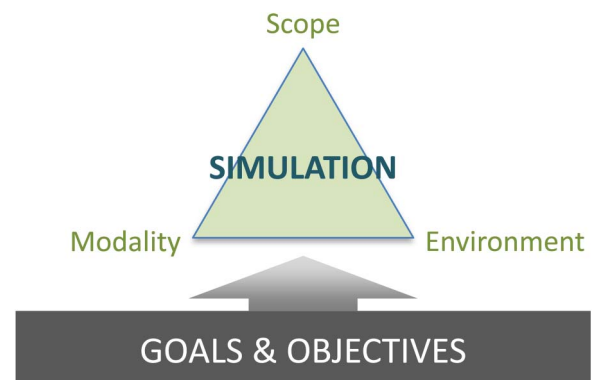 Scope
SIMULATION
Modality
Environment
GOALS & OBJECTIVES